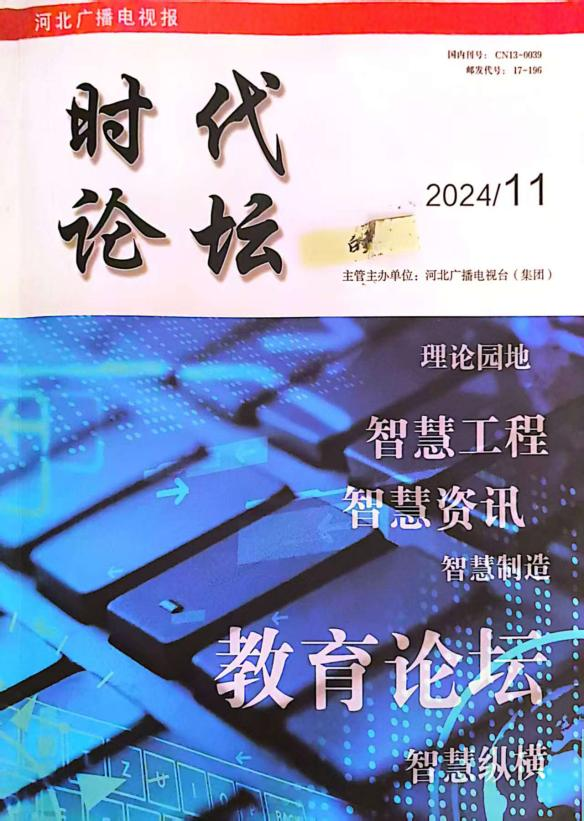 河北广播电视报
国内刊号：CN13-0039
邮发代号：17-196
时代
论坛
2024/11
的
主管主办单位：河北广播电视台（集团）
理论园地
智慧工程
智慧资讯
智慧制造
教育论坛
智慧纵横